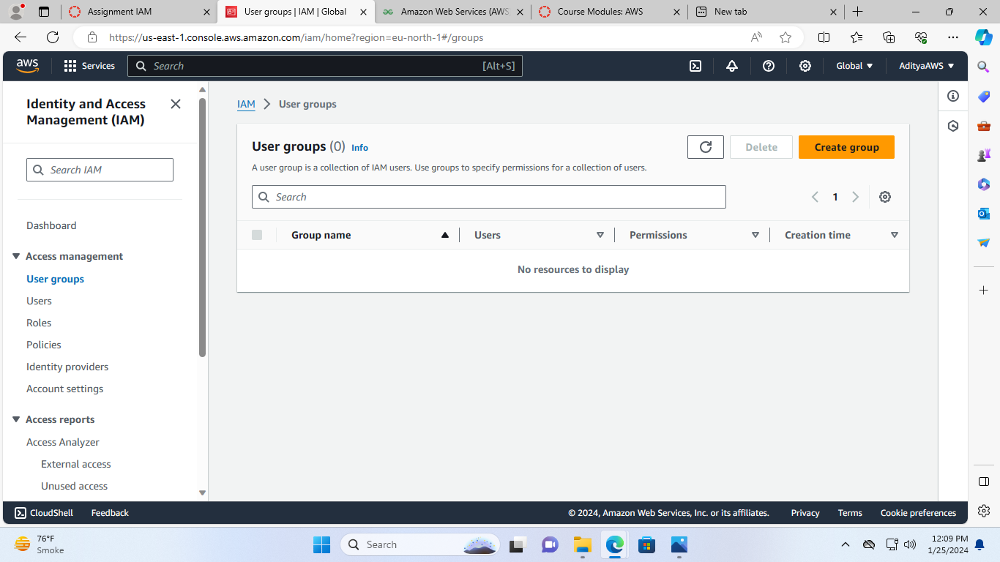 Assignment IAM
User groups | IAM | Global
Amazon Web Services (AWS
Course Modules: AWS
New tab
https://us-east-1.console.aws.amazon.com/iam/home?region=eu-north-1#/groups
aws
Services
Search
[Alt+S]
Global
AdityaAWS
Identity and Access
Management (IAM)
Search IAM
Dashboard
Access management
User groups
Users
Roles
Policies
Identity providers
Account settings
Access reports
Access Analyzer
External access
Unused access
IAM
User groups
User groups (0) Info
Delete
Create group
A user group is a collection of IAM users. Use groups to specify permissions for a collection of users.
Search
1
Group name
Users
Permissions
Creation time
No resources to display
CloudShell
Feedback
© 2024, Amazon Web Services, Inc. or its affiliates.
Privacy
Terms
Cookie preferences
76°F
Smoke
Search
12:09 PM
1/25/2024